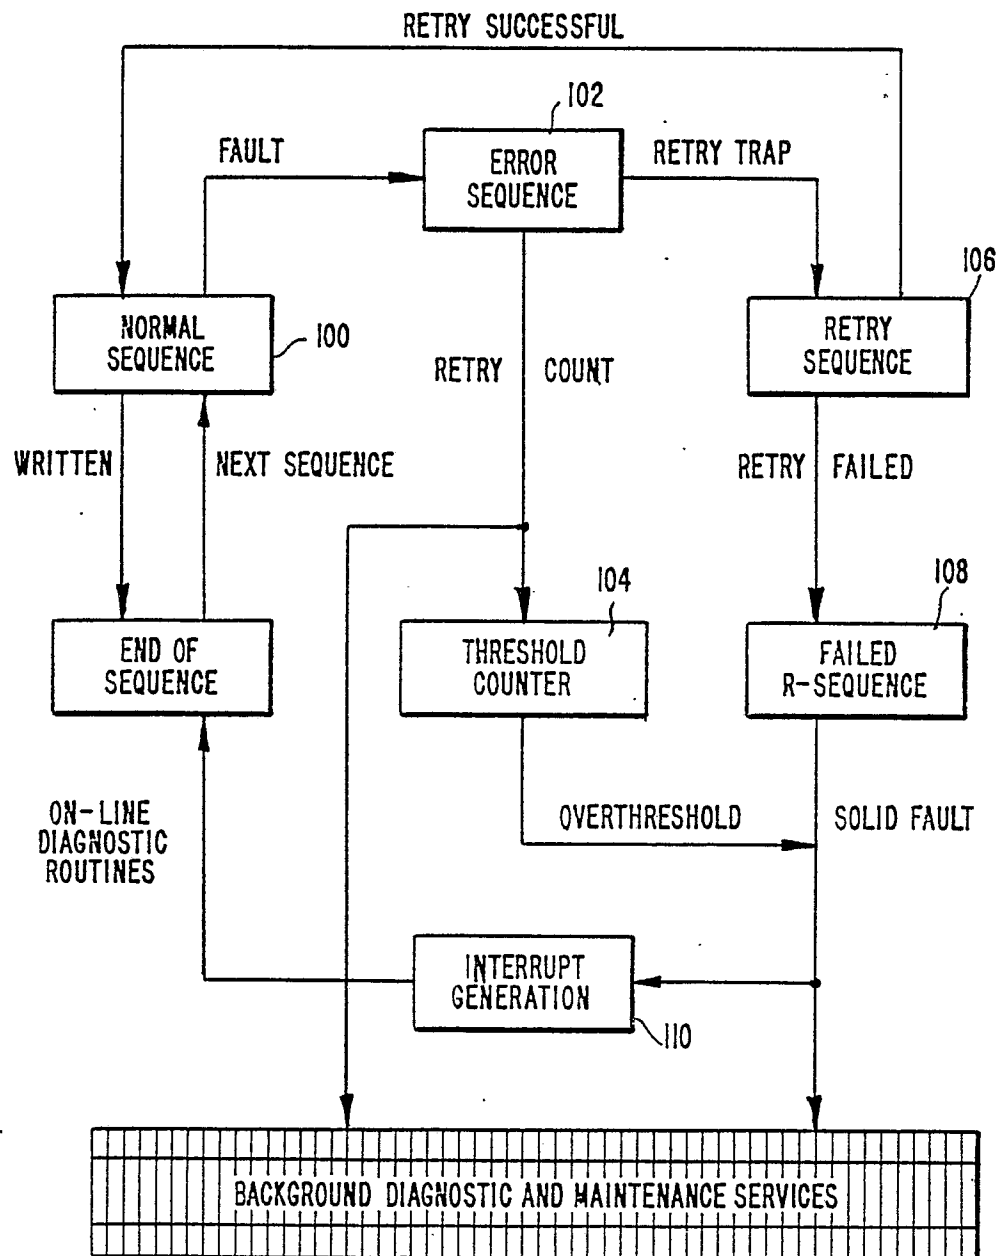 RETRY SUCCESSFUL
102
FAULT
ERROR
SEQUENCE
RETRY TRAP
106
NORMAL
SEQUENCE
100
RETRY COUNT
RETRY
SEQUENCE
WRITTEN
NEXT SEQUENCE
RETRY FAILED
104
108
END OF
SEQUENCE
THRESHOLD
COUNTER
FAILED
R-SEQUENCE
ON-LINE
DIAGNOSTIC
ROUTINES
OVERTHRESHOLD
SOLID FAULT
INTERRUPT
GENERATION
110
BACKGROUND DIAGNOSTIC AND MAINTENANCE SERVICES